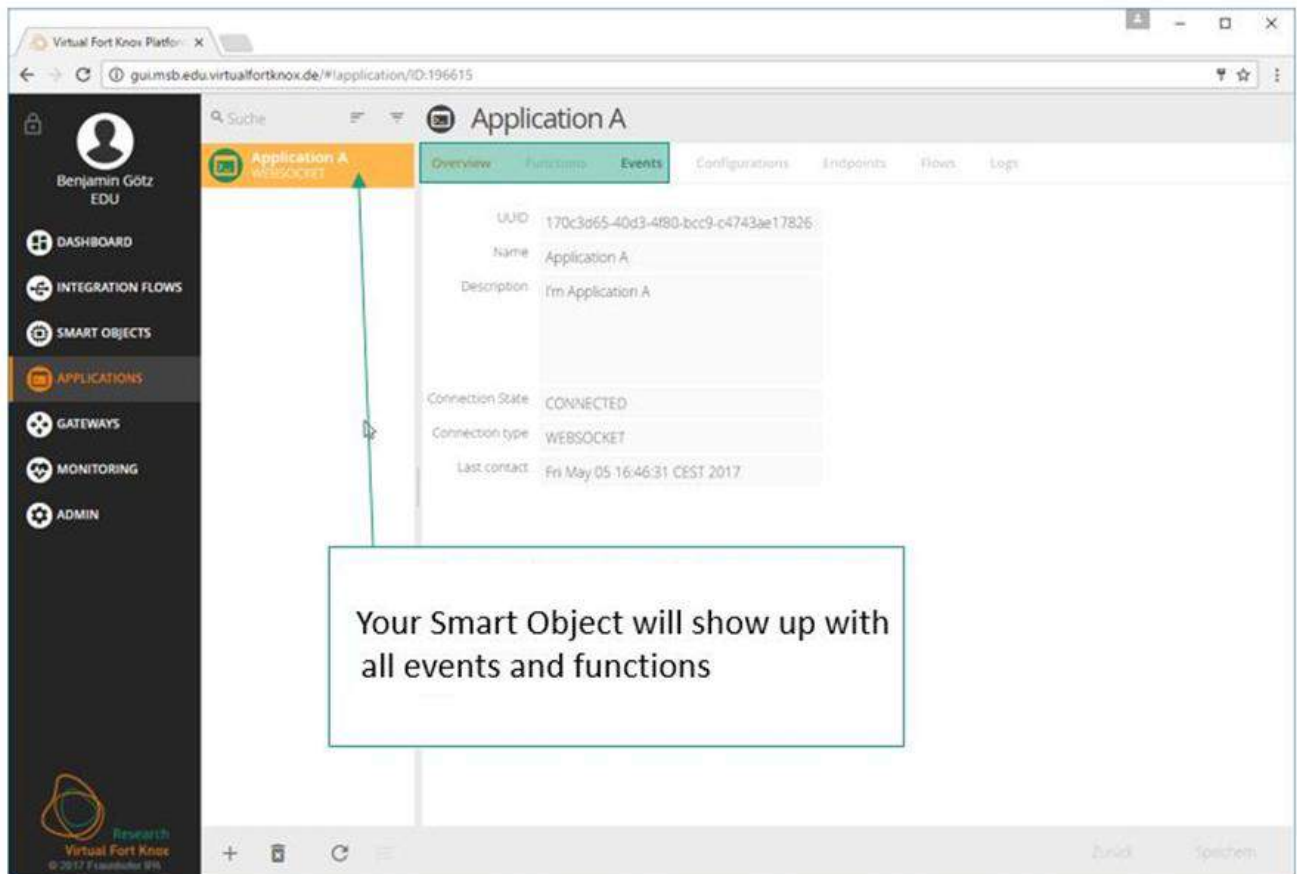 Virtual Fort Knox Platfor
gui.msb.edu.virtualfortknox.de/#!application/ID:196615
Benjamin Götz
EDU
DASHBOARD
INTEGRATION FLOWS
SMART OBJECTS
APPLICATIONS
GATEWAYS
MONITORING
ADMIN
Research
Virtual Fort Knox
© 2017 Fraunhofer IPA
Suche
Application A
WEBSOCKET
Application A
Overview Functions Events Configurations Endpoints Flows Logs
UUID 170c3d65-40d3-4f80-bcc9-c4743ae17826
Name Application A
Description I'm Application A
Connection State CONNECTED
Connection type WEBSOCKET
Last contact Fri May 05 16:46:31 CEST 2017
Your Smart Object will show up with
all events and functions
Zurück Speichern